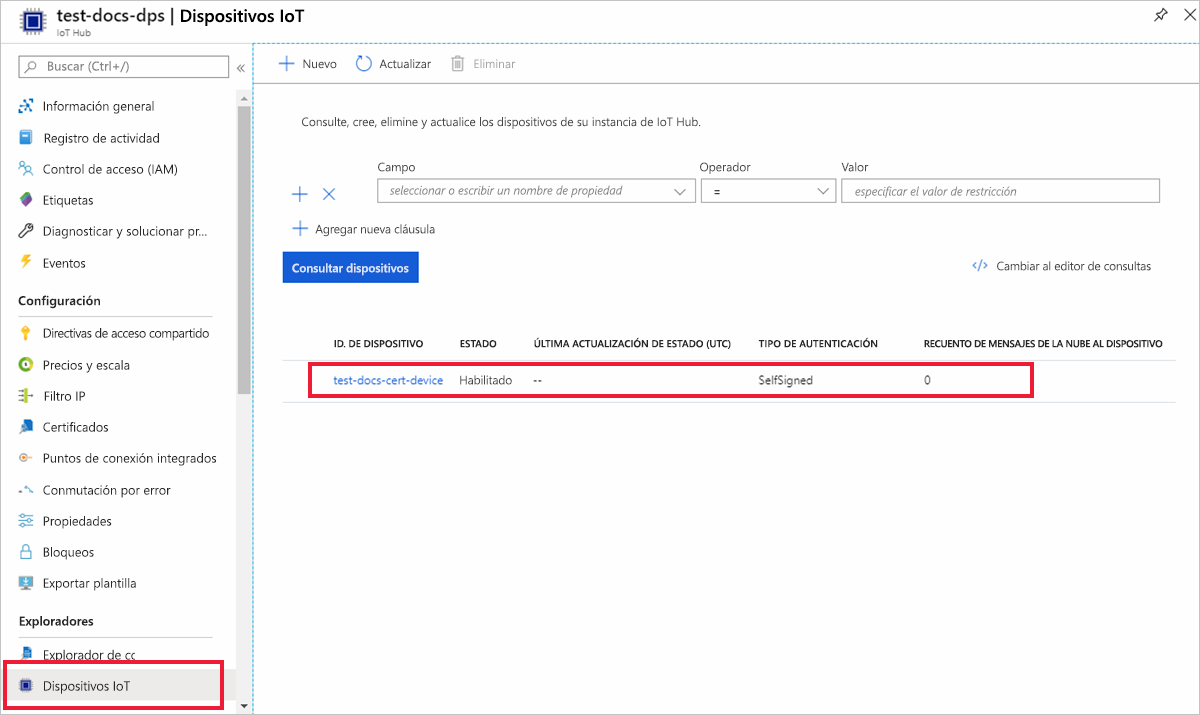 test-docs-dps | Dispositivos IoT
IoT Hub
Buscar (Ctrl+/)
Información general
Registro de actividad
Control de acceso (IAM)
Etiquetas
Diagnosticar y solucionar pr...
Eventos
Configuración
Directivas de acceso compartido
Precios y escala
Filtro IP
Certificados
Puntos de conexión integrados
Conmutación por error
Propiedades
Bloqueos
Exportar plantilla
Exploradores
Explorador de cc
Dispositivos IoT
Nuevo Actualizar Eliminar
Consulte, cree, elimine y actualice los dispositivos de su instancia de IoT Hub.
Campo Operador Valor
seleccionar o escribir un nombre de propiedad = especificar el valor de restricción
Agregar nueva cláusula
Consultar dispositivos </> Cambiar al editor de consultas
ID. DE DISPOSITIVO ESTADO ÚLTIMA ACTUALIZACIÓN DE ESTADO (UTC) TIPO DE AUTENTICACIÓN RECUENTO DE MENSAJES DE LA NUBE AL DISPOSITIVO
test-docs-cert-device Habilitado -- SelfSigned 0